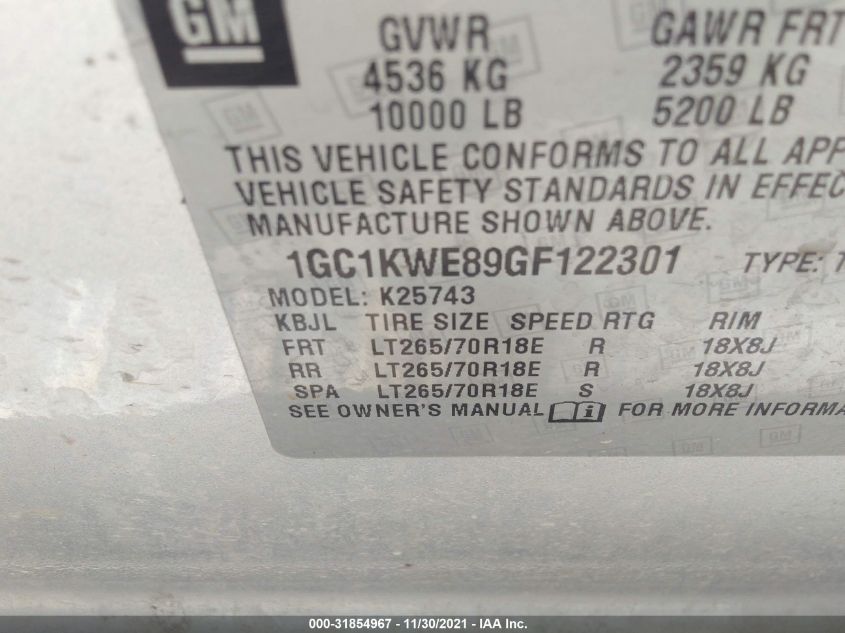 GM
GVWR GAWR FRT
4536 KG 2359 KG
10000 LB 5200 LB
THIS VEHICLE CONFORMS TO ALL APP
VEHICLE SAFETY STANDARDS IN EFFEC
MANUFACTURE SHOWN ABOVE.
1GC1KWE89GF122301 TYPE: T
MODEL: K25743
KBJL TIRE SIZE SPEED RTG RIM
FRT LT265/70R18E R 18X8J
RR LT265/70R18E R 18X8J
SPA LT265/70R18E S 18X8J
SEE OWNER'S MANUAL i FOR MORE INFORMA
000-31854967 - 11/30/2021 - IAA Inc.